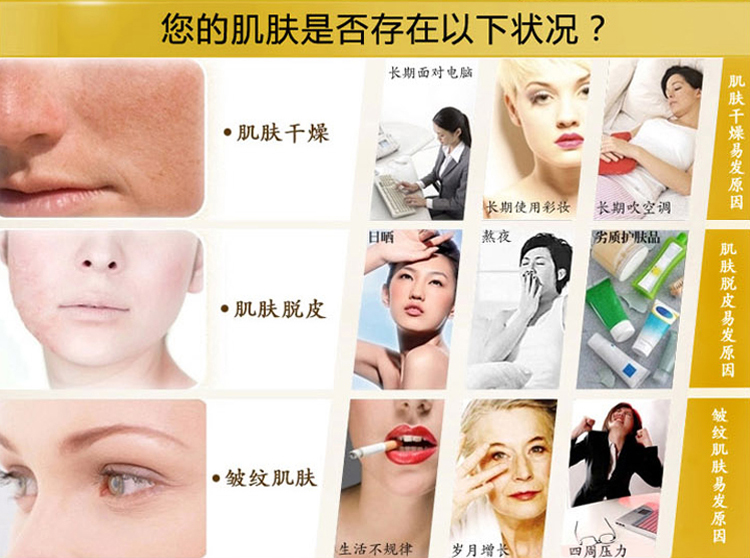 您的肌肤是否存在以下状况？
•肌肤干燥
长期面对电脑
长期使用彩妆
长期吹空调
肌肤干燥易发原因
•肌肤脱皮
日晒
熬夜
劣质护肤品
肌肤脱皮易发原因
•皱纹肌肤
生活不规律
岁月增长
四周压力
皱纹肌肤易发原因